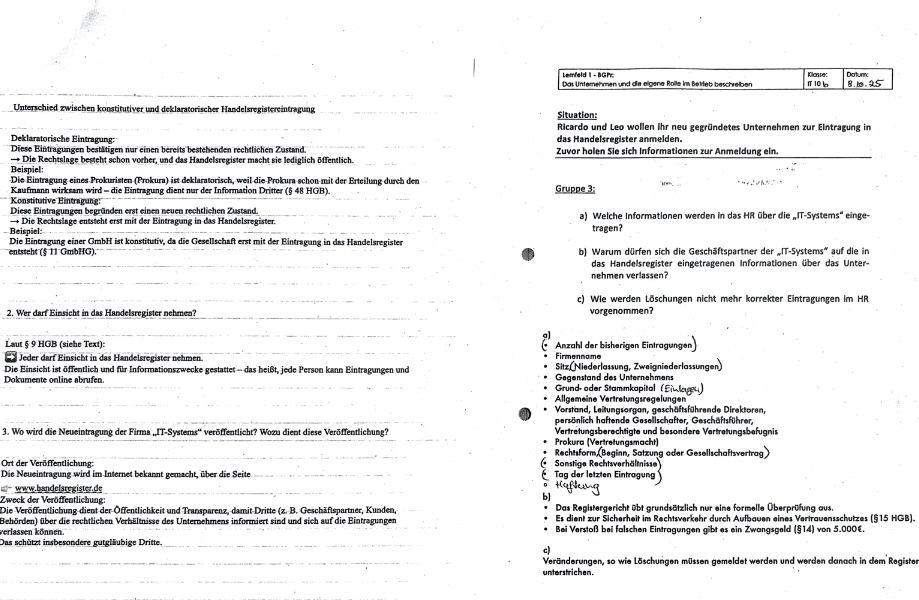 Unterschied zwischen konstitutiver und deklaratorischer Handelsregistereintragung
Deklaratorische Eintragung:
Diese Eintragungen bestätigen nur einen bereits bestehenden rechtlichen Zustand.
→ Die Rechtslage besteht schon vorher, und das Handelsregister macht sie lediglich öffentlich.
Beispiel:
Die Eintragung eines Prokuristen (Prokura) ist deklaratorisch, weil die Prokura schon mit der Erteilung durch den
Kaufmann wirksam wird – die Eintragung dient nur der Information Dritter (§ 48 HGB).
Konstitutive Eintragung:
Diese Eintragungen begründen erst einen neuen rechtlichen Zustand.
→ Die Rechtslage entsteht erst mit der Eintragung in das Handelsregister.
Beispiel:
Die Eintragung einer GmbH ist konstitutiv, da die Gesellschaft erst mit der Eintragung in das Handelsregister
entsteht (§ 11 GmbHG).
2. Wer darf Einsicht in das Handelsregister nehmen?
Laut § 9 HGB (siehe Text):
➡ Jeder darf Einsicht in das Handelsregister nehmen.
Die Einsicht ist öffentlich und für Informationszwecke gestattet – das heißt, jede Person kann Eintragungen und
Dokumente online abrufen.
3. Wo wird die Neueintragung der Firma „IT-Systems" veröffentlicht? Wozu dient diese Veröffentlichung?
Ort der Veröffentlichung:
Die Neueintragung wird im Internet bekannt gemacht, über die Seite
☞ www.handelsregister.de
Zweck der Veröffentlichung:
Die Veröffentlichung dient der Öffentlichkeit und Transparenz, damit Dritte (z. B. Geschäftspartner, Kunden,
Behörden) über die rechtlichen Verhältnisse des Unternehmens informiert sind und sich auf die Eintragungen
verlassen können.
Das schützt insbesondere gutgläubige Dritte.
Lernfeld 1 - BGPr:
Das Unternehmen und die eigene Rolle im Betrieb beschreiben
Klasse:
IT 10 b
Datum:
8.10.25
Situation:
Ricardo und Leo wollen ihr neu gegründetes Unternehmen zur Eintragung in
das Handelsregister anmelden.
Zuvor holen Sie sich Informationen zur Anmeldung ein.
Gruppe 3:
a) Welche Informationen werden in das HR über die „IT-Systems" einge-
tragen?
b) Warum dürfen sich die Geschäftspartner der „IT-Systems" auf die in
das Handelsregister eingetragenen Informationen über das Unter-
nehmen verlassen?
c) Wie werden Löschungen nicht mehr korrekter Eintragungen im HR
vorgenommen?
a)
(• Anzahl der bisherigen Eintragungen)
• Firmenname
• Sitz (Niederlassung, Zweigniederlassungen)
• Gegenstand des Unternehmens
• Grund- oder Stammkapital (Einlagen)
• Allgemeine Vertretungsregelungen
• Vorstand, Leitungsorgan, geschäftsführende Direktoren,
persönlich haftende Gesellschafter, Geschäftsführer,
Vertretungsberechtigte und besondere Vertretungsbefugnis
• Prokura (Vertretungsmacht)
• Rechtsform (Beginn, Satzung oder Gesellschaftsvertrag)
(• Sonstige Rechtsverhältnisse)
(• Tag der letzten Eintragung)
○ Haftung
b)
• Das Registergericht übt grundsätzlich nur eine formelle Überprüfung aus.
• Es dient zur Sicherheit im Rechtsverkehr durch Aufbauen eines Vertrauensschutzes (§15 HGB).
• Bei Verstoß bei falschen Eintragungen gibt es ein Zwangsgeld (§14) von 5.000€.
c)
Veränderungen, so wie Löschungen müssen gemeldet werden und werden danach in dem Register
unterstrichen.